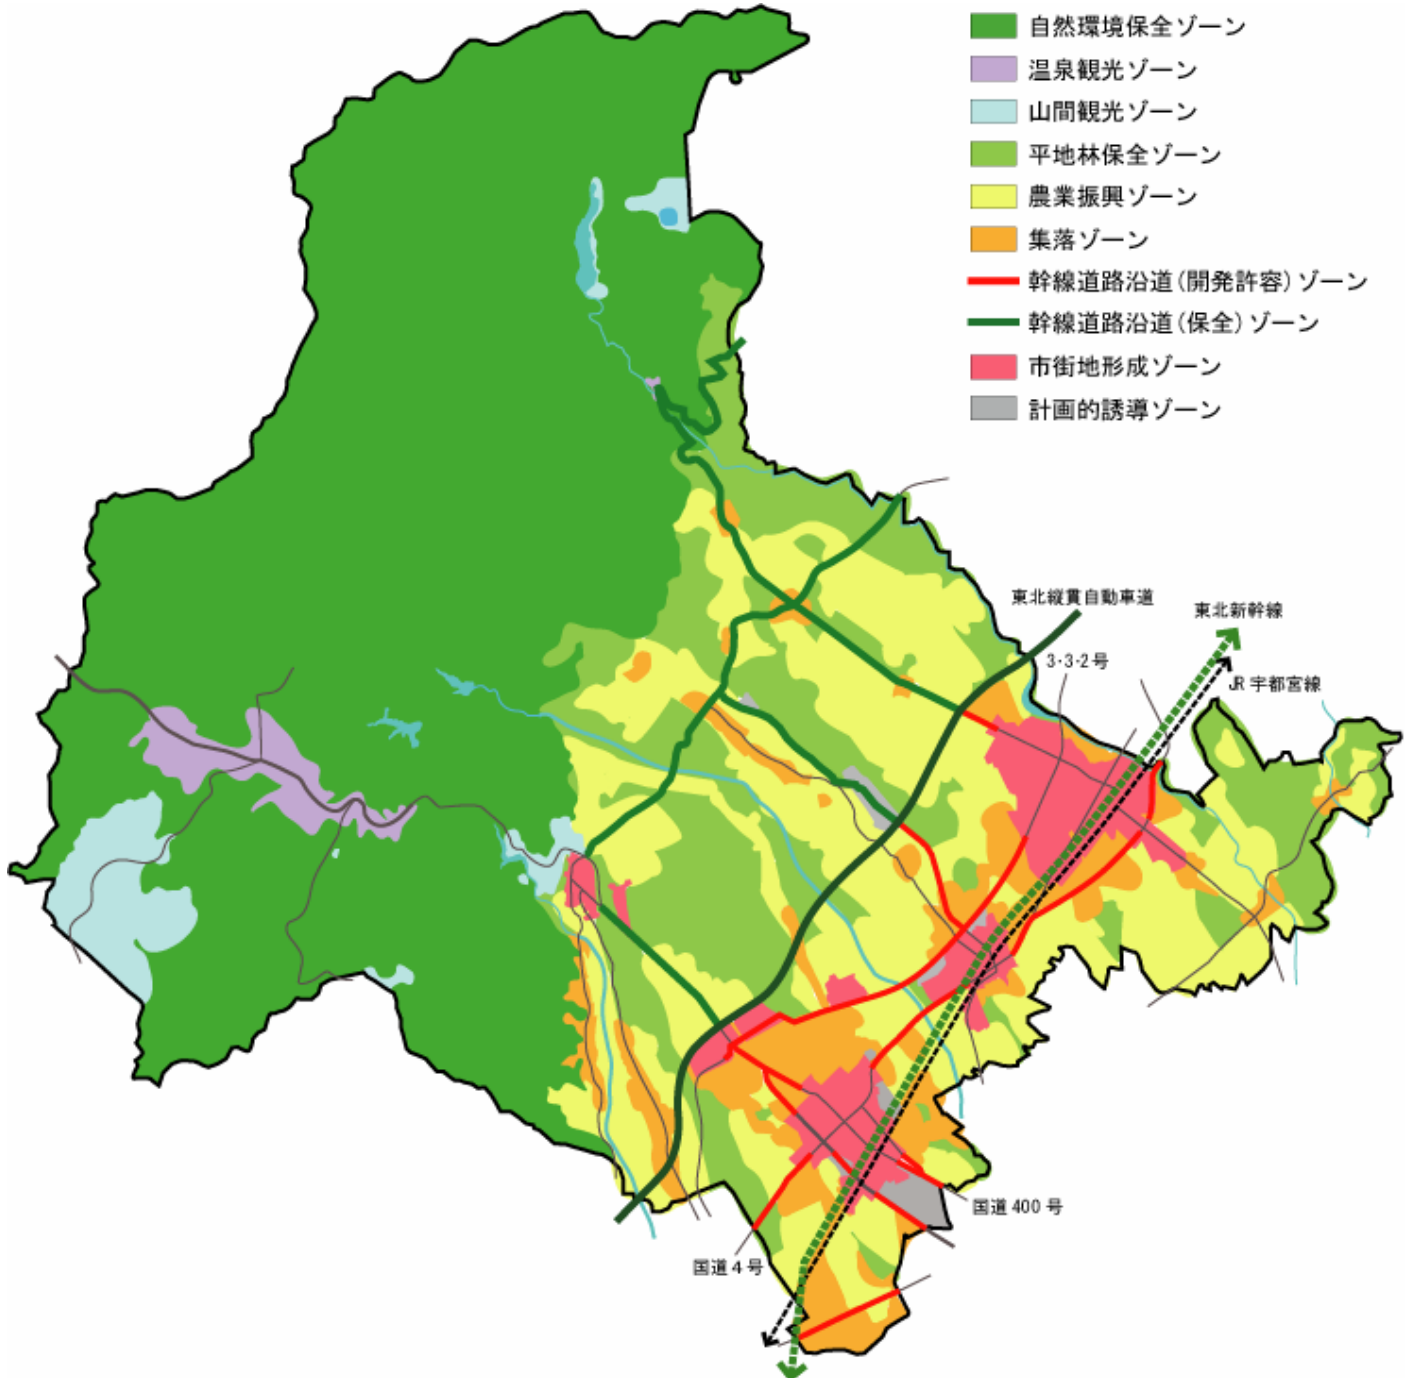 自然環境保全ゾーン
温泉観光ゾーン
山間観光ゾーン
平地林保全ゾーン
農業振興ゾーン
集落ゾーン
幹線道路沿道(開発許容)ゾーン
幹線道路沿道(保全)ゾーン
市街地形成ゾーン
計画的誘導ゾーン
東北縦貫自動車道
東北新幹線
3・3・2号
JR 宇都宮線
国道 400 号
国道 4 号